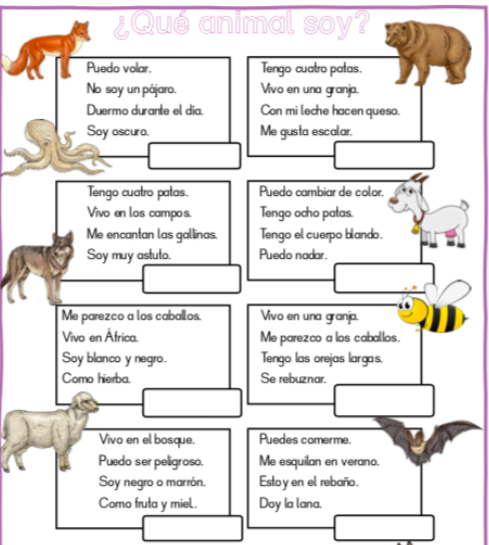 ¿Qué animal soy?
Puedo volar.
No soy un pájaro.
Duermo durante el día.
Soy oscuro.
Tengo cuatro patas.
Vivo en una granja.
Con mi leche hacen queso.
Me gusta escalar.
Tengo cuatro patas.
Vivo en los campos.
Me encantan las gallinas.
Soy muy astuto.
Puedo cambiar de color.
Tengo ocho patas.
Tengo el cuerpo blando.
Puedo nadar.
Me parezco a los caballos.
Vivo en África.
Soy blanco y negro.
Como hierba.
Vivo en una granja.
Me parezco a los caballos.
Tengo las orejas largas.
Se rebuznar.
Vivo en el bosque.
Puedo ser peligroso.
Soy negro o marrón.
Como fruta y miel..
Puedes comerme.
Me esquilan en verano.
Estoy en el rebaño.
Doy la lana.